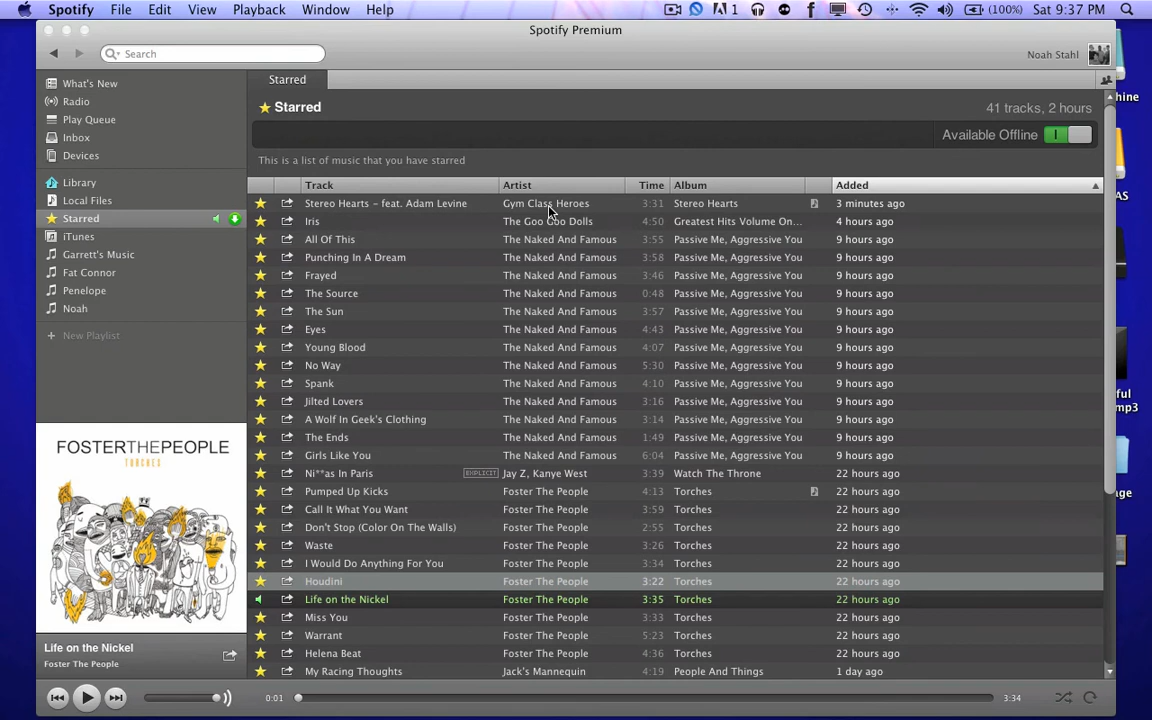 Spotify File Edit View Playback Window Help 1 (100%) Sat 9:37 PM
Spotify Premium
Search Noah Stahl
What's New
Radio
Play Queue
Inbox
Devices
Library
Local Files
Starred
iTunes
Garrett's Music
Fat Connor
Penelope
Noah
+ New Playlist
FOSTERTHEPEOPLE
TORCHES
Life on the Nickel
Foster The People
Starred
Starred 41 tracks, 2 hours
Available Offline
This is a list of music that you have starred
Track Artist Time Album Added
Stereo Hearts – feat. Adam Levine Gym Class Heroes 3:31 Stereo Hearts 3 minutes ago
Iris The Goo Goo Dolls 4:50 Greatest Hits Volume On... 4 hours ago
All Of This The Naked And Famous 3:55 Passive Me, Aggressive You 9 hours ago
Punching In A Dream The Naked And Famous 3:58 Passive Me, Aggressive You 9 hours ago
Frayed The Naked And Famous 3:46 Passive Me, Aggressive You 9 hours ago
The Source The Naked And Famous 0:48 Passive Me, Aggressive You 9 hours ago
The Sun The Naked And Famous 3:57 Passive Me, Aggressive You 9 hours ago
Eyes The Naked And Famous 4:43 Passive Me, Aggressive You 9 hours ago
Young Blood The Naked And Famous 4:07 Passive Me, Aggressive You 9 hours ago
No Way The Naked And Famous 5:30 Passive Me, Aggressive You 9 hours ago
Spank The Naked And Famous 4:10 Passive Me, Aggressive You 9 hours ago
Jilted Lovers The Naked And Famous 3:16 Passive Me, Aggressive You 9 hours ago
A Wolf In Geek's Clothing The Naked And Famous 3:14 Passive Me, Aggressive You 9 hours ago
The Ends The Naked And Famous 1:49 Passive Me, Aggressive You 9 hours ago
Girls Like You The Naked And Famous 6:04 Passive Me, Aggressive You 9 hours ago
Ni**as In Paris EXPLICIT Jay Z, Kanye West 3:39 Watch The Throne 22 hours ago
Pumped Up Kicks Foster The People 4:13 Torches 22 hours ago
Call It What You Want Foster The People 3:59 Torches 22 hours ago
Don't Stop (Color On The Walls) Foster The People 2:55 Torches 22 hours ago
Waste Foster The People 3:26 Torches 22 hours ago
I Would Do Anything For You Foster The People 3:34 Torches 22 hours ago
Houdini Foster The People 3:22 Torches 22 hours ago
Life on the Nickel Foster The People 3:35 Torches 22 hours ago
Miss You Foster The People 3:33 Torches 22 hours ago
Warrant Foster The People 5:23 Torches 22 hours ago
Helena Beat Foster The People 4:36 Torches 22 hours ago
My Racing Thoughts Jack's Mannequin 4:19 People And Things 1 day ago
0:01 3:34
hine
AS
ful
mp3
ge